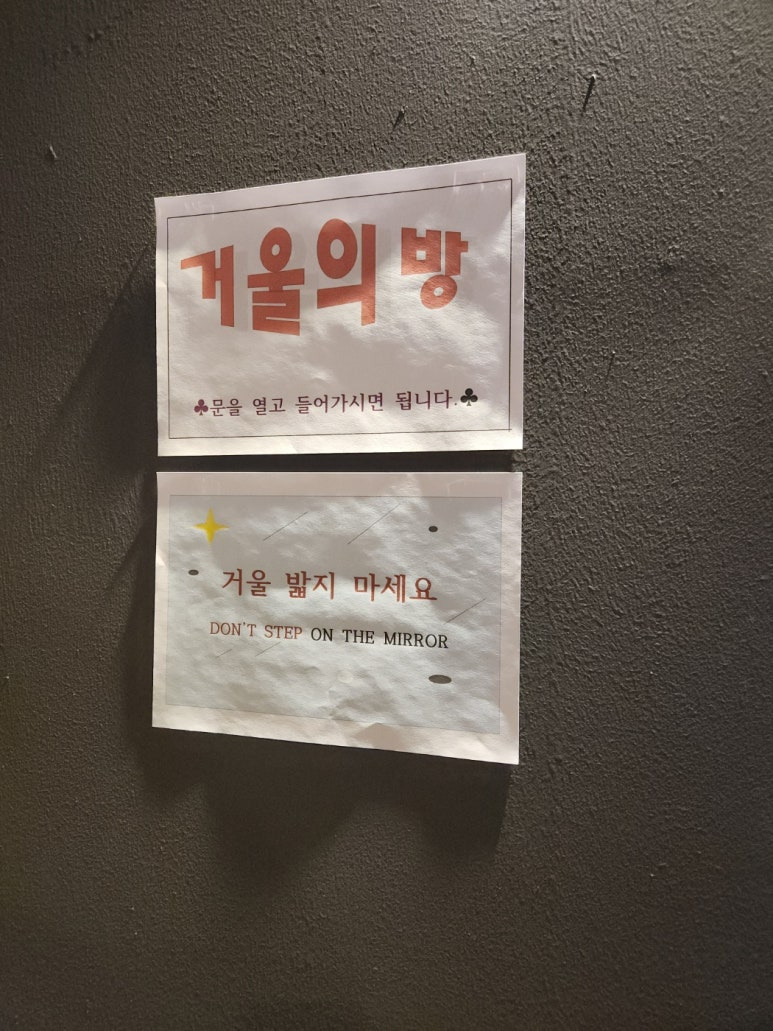 거울의 방
♣문을 열고 들어가시면 됩니다.♣
거울 밟지 마세요
DON'T STEP ON THE MIRROR